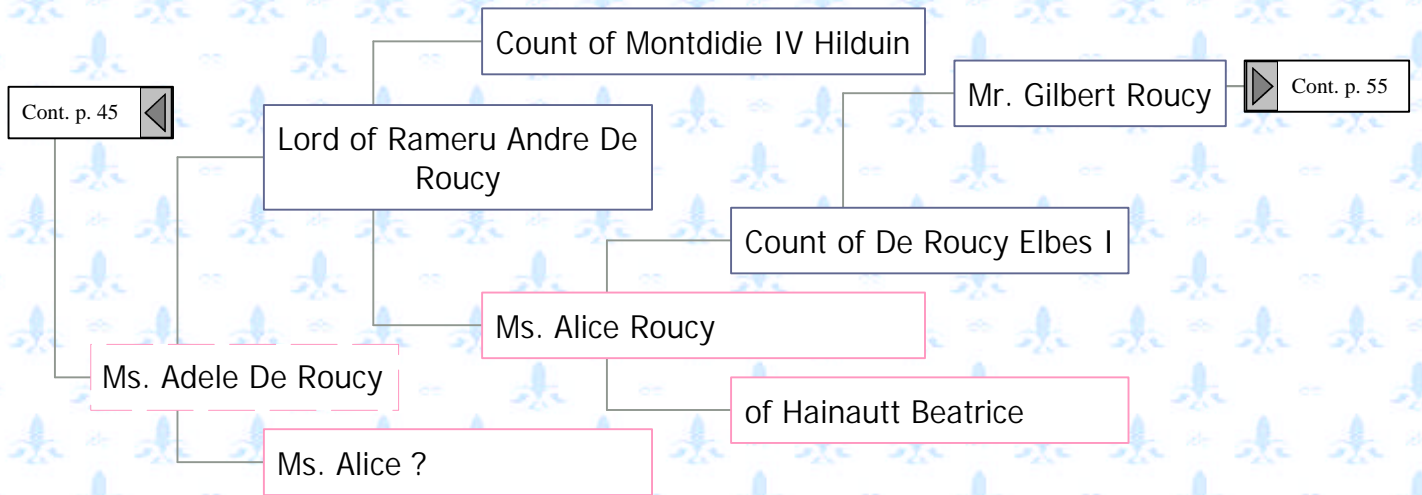 Count of Montdidie IV Hilduin
Mr. Gilbert Roucy
Cont. p. 55
Cont. p. 45
Lord of Rameru Andre De
Roucy
Count of De Roucy Elbes I
Ms. Alice Roucy
Ms. Adele De Roucy
of Hainautt Beatrice
Ms. Alice ?